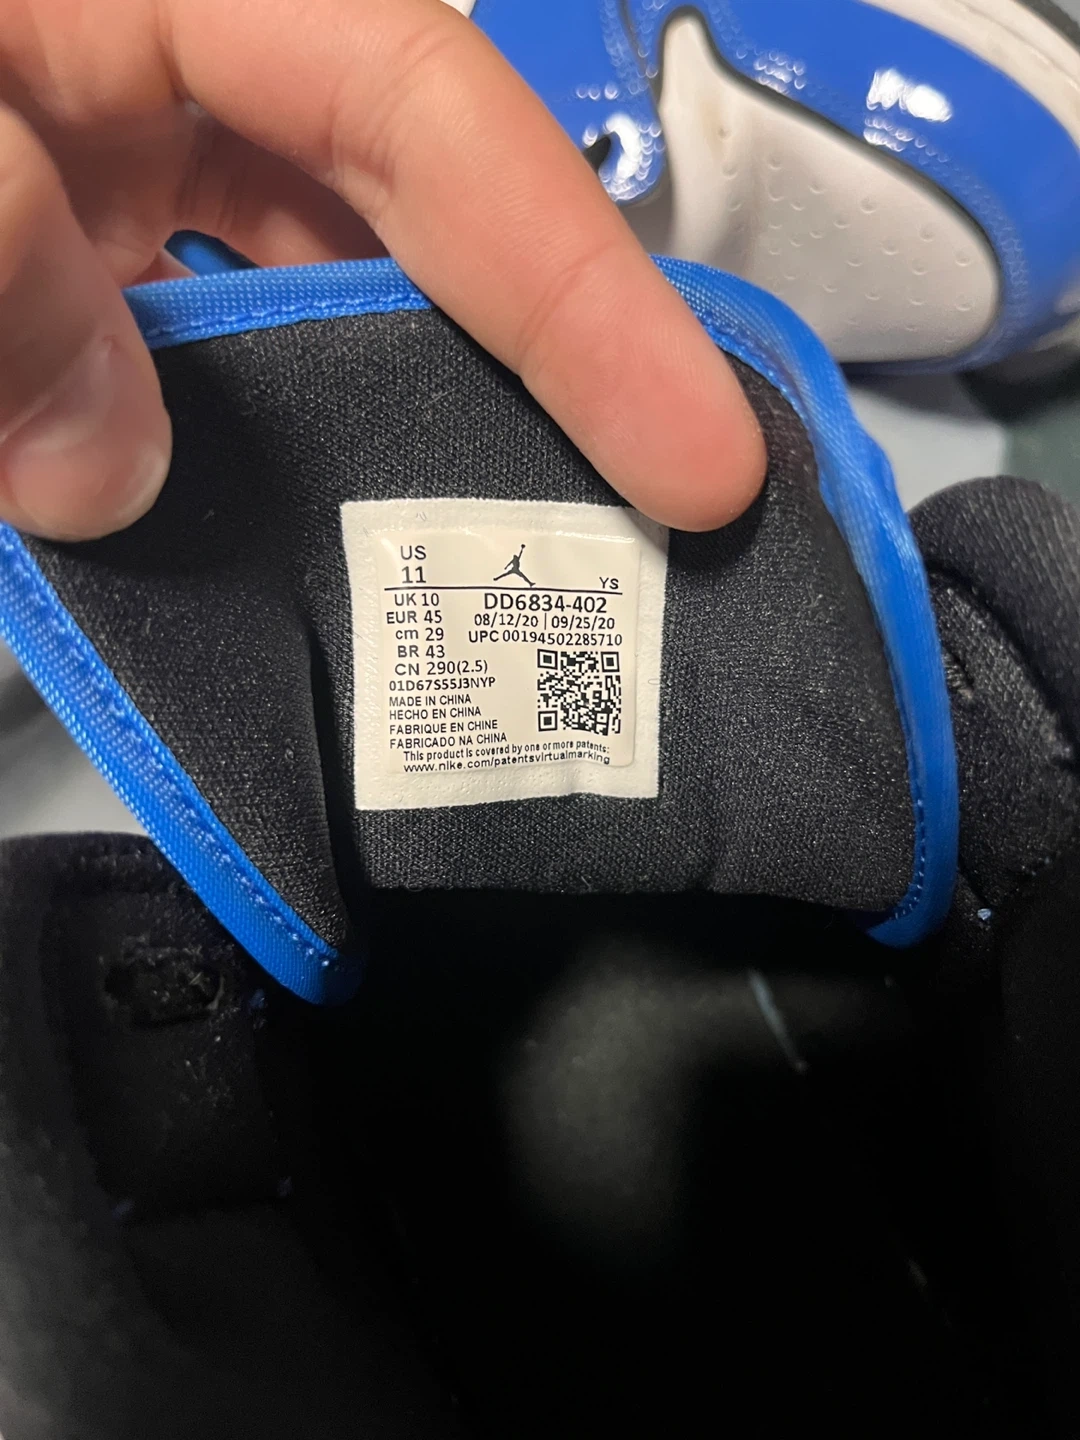 US
11
YS
UK 10
DD6834-402
EUR 45
08/12/20 | 09/25/20
cm 29
UPC 00194502285710
BR 43
CN 290(2.5)
01D67S55J3NYP
MADE IN CHINA
HECHO EN CHINA
FABRIQUE EN CHINE
FABRICADO NA CHINA
This product is covered by one or more patents:
www.nike.com/patentsvirtualmarking